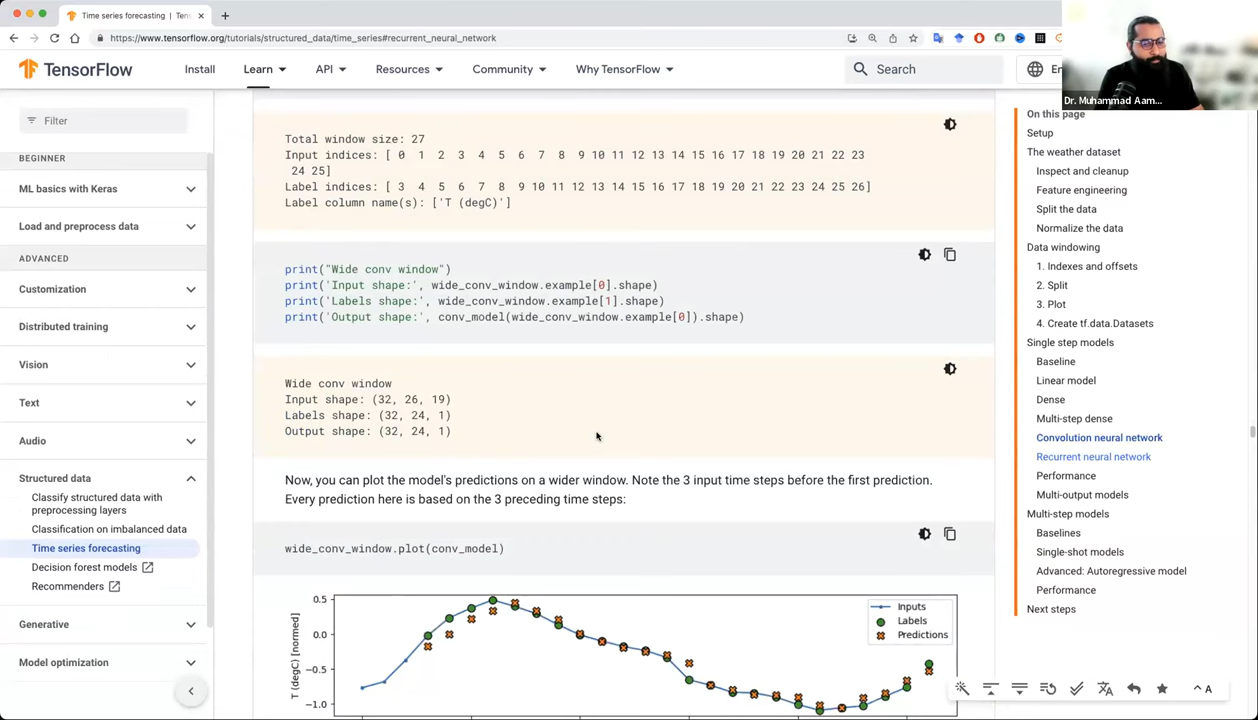 Time series forecasting | Tens
https://www.tensorflow.org/tutorials/structured_data/time_series#recurrent_neural_network
TensorFlow
Install
Learn
API
Resources
Community
Why TensorFlow
Search
En
Dr. Muhammad Aam...
Filter
BEGINNER
ML basics with Keras
Load and preprocess data
ADVANCED
Customization
Distributed training
Vision
Text
Audio
Structured data
Classify structured data with
preprocessing layers
Classification on imbalanced data
Time series forecasting
Decision forest models
Recommenders
Generative
Model optimization
Total window size: 27
Input indices: [ 0 1 2 3 4 5 6 7 8 9 10 11 12 13 14 15 16 17 18 19 20 21 22 23
24 25]
Label indices: [ 3 4 5 6 7 8 9 10 11 12 13 14 15 16 17 18 19 20 21 22 23 24 25 26]
Label column name(s): ['T (degC)']
print("Wide conv window")
print('Input shape:', wide_conv_window.example[0].shape)
print('Labels shape:', wide_conv_window.example[1].shape)
print('Output shape:', conv_model(wide_conv_window.example[0]).shape)
Wide conv window
Input shape: (32, 26, 19)
Labels shape: (32, 24, 1)
Output shape: (32, 24, 1)
Now, you can plot the model's predictions on a wider window. Note the 3 input time steps before the first prediction.
Every prediction here is based on the 3 preceding time steps:
wide_conv_window.plot(conv_model)
T (degC) [normed]
0.5
0.0
−0.5
−1.0
Inputs
Labels
Predictions
On this page
Setup
The weather dataset
Inspect and cleanup
Feature engineering
Split the data
Normalize the data
Data windowing
1. Indexes and offsets
2. Split
3. Plot
4. Create tf.data.Datasets
Single step models
Baseline
Linear model
Dense
Multi-step dense
Convolution neural network
Recurrent neural network
Performance
Multi-output models
Multi-step models
Baselines
Single-shot models
Advanced: Autoregressive model
Performance
Next steps
A